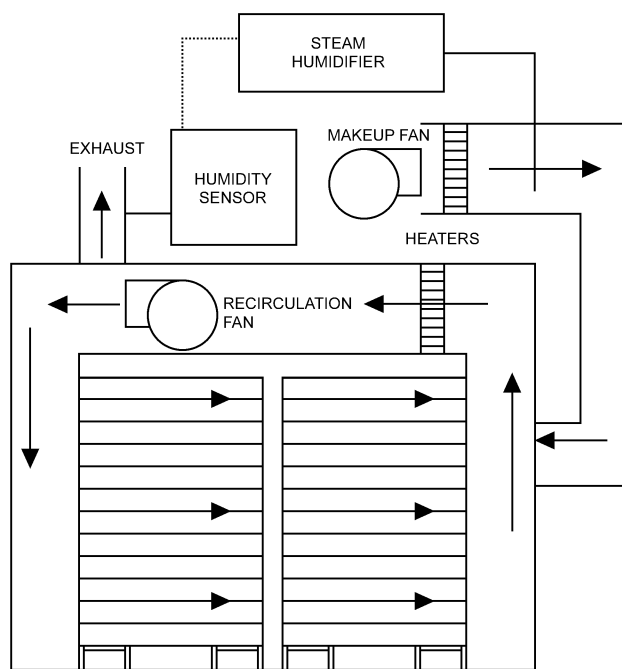 STEAM
HUMIDIFIER
MAKEUP FAN
EXHAUST
HUMIDITY
SENSOR
HEATERS
RECIRCULATION
FAN